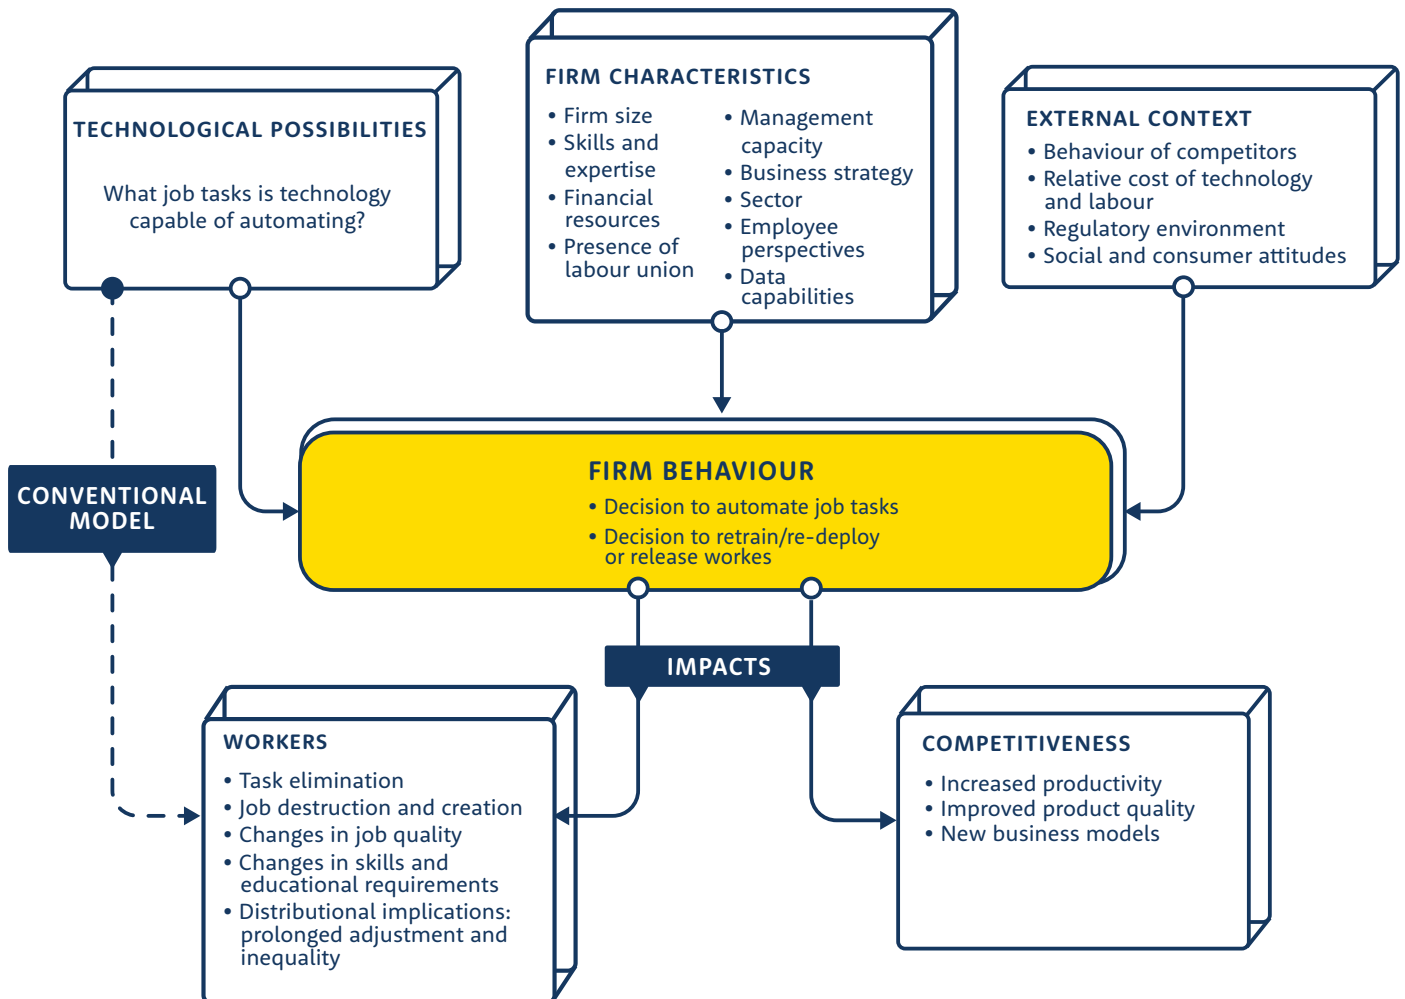 TECHNOLOGICAL POSSIBILITIES
What job tasks is technology
capable of automating?
FIRM CHARACTERISTICS
• Firm size
• Skills and
expertise
• Financial
resources
• Presence of
labour union
• Management
capacity
• Business strategy
• Sector
• Employee
perspectives
• Data
capabilities
EXTERNAL CONTEXT
• Behaviour of competitors
• Relative cost of technology
and labour
• Regulatory environment
• Social and consumer attitudes
CONVENTIONAL
MODEL
FIRM BEHAVIOUR
• Decision to automate job tasks
• Decision to retrain/re-deploy
or release workes
IMPACTS
WORKERS
• Task elimination
• Job destruction and creation
• Changes in job quality
• Changes in skills and
educational requirements
• Distributional implications:
prolonged adjustment and
inequality
COMPETITIVENESS
• Increased productivity
• Improved product quality
• New business models